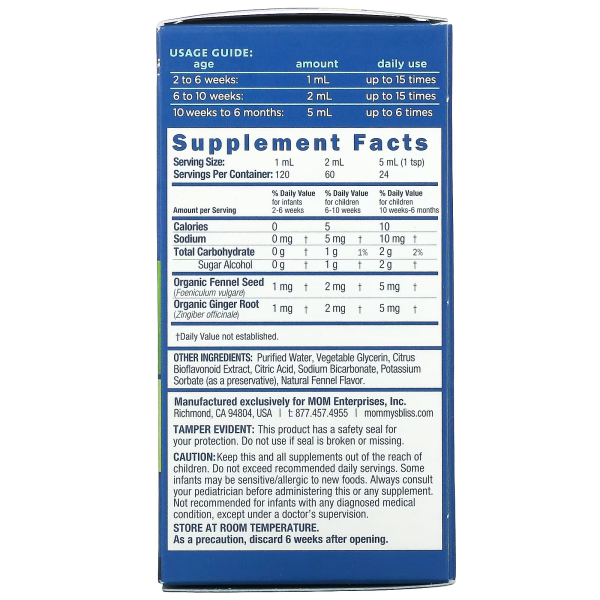 USAGE GUIDE:
age amount daily use
2 to 6 weeks: 1 mL up to 15 times
6 to 10 weeks: 2 mL up to 15 times
10 weeks to 6 months: 5 mL up to 6 times
Supplement Facts
Serving Size: 1 mL 2 mL 5 mL (1 tsp)
Servings Per Container: 120 60 24
% Daily Value % Daily Value % Daily Value
for infants for children for children
Amount per Serving 2-6 weeks 6-10 weeks 10 weeks-6 months
Calories 0 5 10
Sodium 0 mg † 5 mg † 10 mg †
Total Carbohydrate 0 g † 1 g 1% 2 g 2%
Sugar Alcohol 0 g † 1 g † 2 g †
Organic Fennel Seed 1 mg † 2 mg † 5 mg †
(Foeniculum vulgare)
Organic Ginger Root 1 mg † 2 mg † 5 mg †
(Zingiber officinale)
†Daily Value not established.
OTHER INGREDIENTS: Purified Water, Vegetable Glycerin, Citrus
Bioflavonoid Extract, Citric Acid, Sodium Bicarbonate, Potassium
Sorbate (as a preservative), Natural Fennel Flavor.
Manufactured exclusively for MOM Enterprises, Inc.
Richmond, CA 94804, USA | t: 877.457.4955 | mommysbliss.com
TAMPER EVIDENT: This product has a safety seal for
your protection. Do not use if seal is broken or missing.
CAUTION: Keep this and all supplements out of the reach of
children. Do not exceed recommended daily servings. Some
infants may be sensitive/allergic to new foods. Always consult
your pediatrician before administering this or any supplement.
Not recommended for infants with any diagnosed medical
condition, except under a doctor's supervision.
STORE AT ROOM TEMPERATURE.
As a precaution, discard 6 weeks after opening.